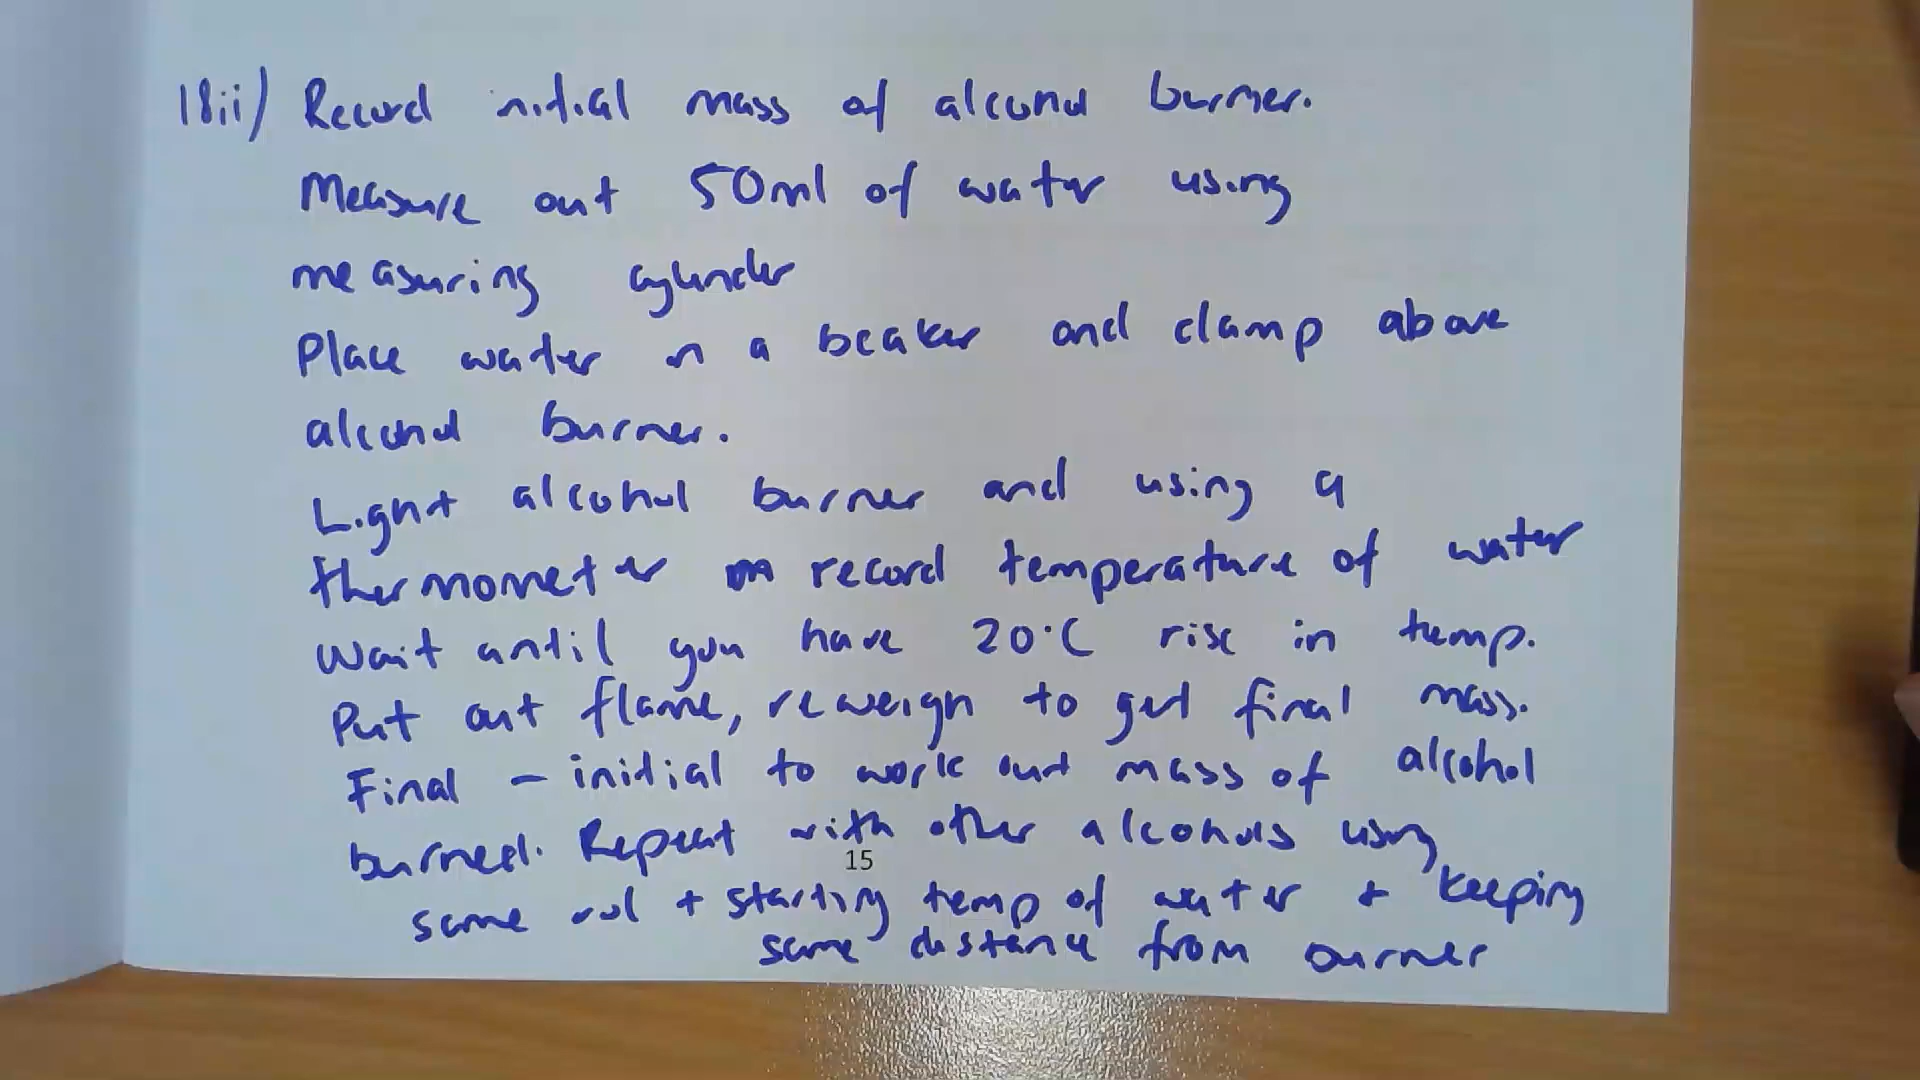 18ii) Record initial mass of alcohol burner.
Measure out 50ml of water using
measuring cylinder
Place water in a beaker and clamp above
alcohol burner.
Light alcohol burner and using a
thermometer record temperature of water
Wait until you have 20°C rise in temp.
Put out flame, reweigh to get final mass.
Final - initial to work out mass of alcohol
burned. Repeat with other alcohols using
15
same vol + starting temp of water + keeping
same distance from burner